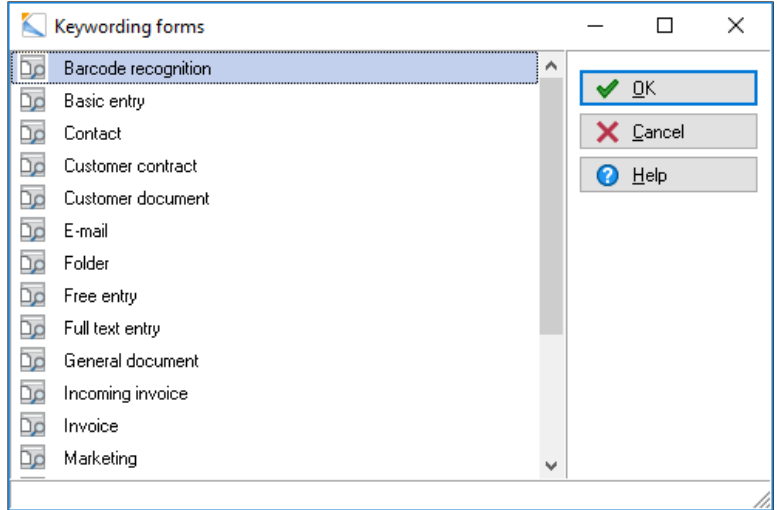 Keywording forms
Barcode recognition
Basic entry
Contact
Customer contract
Customer document
E-mail
Folder
Free entry
Full text entry
General document
Incoming invoice
Invoice
Marketing
OK
Cancel
Help